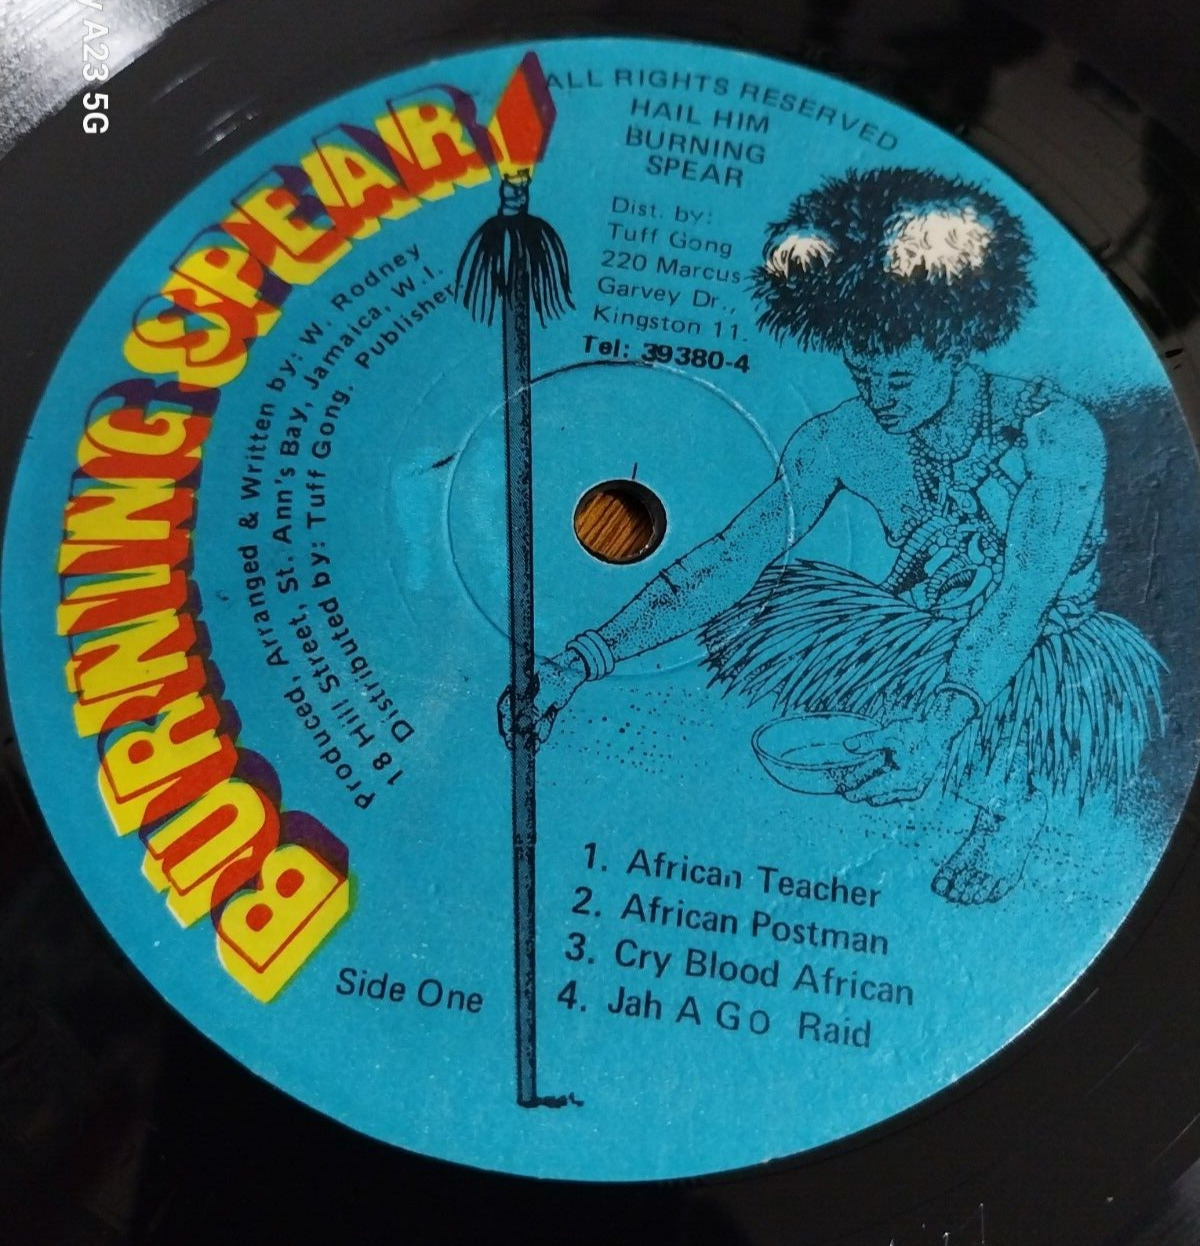 y A23 5G
BURNING SPEAR
ALL RIGHTS RESERVED
HAIL HIM
BURNING
SPEAR
Dist. by:
Tuff Gong
220 Marcus
Garvey Dr.,
Kingston 11.
Tel: 39380-4
Produced, Arranged & Written by: W. Rodney
18 Hill Street, St. Ann's Bay, Jamaica, W.I.
Distributed by: Tuff Gong. Publisher
Side One
1. African Teacher
2. African Postman
3. Cry Blood African
4. Jah A Go Raid